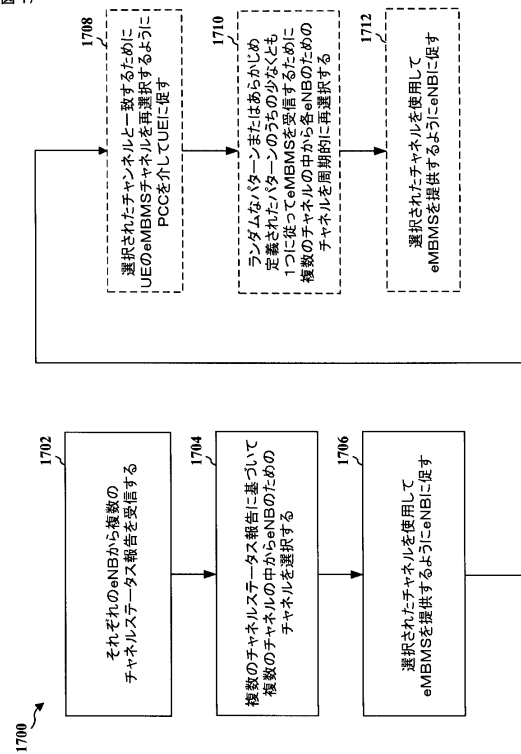 図 17
1700
1702
それぞれのeNBから複数の
チャネルステータス報告を受信する
1704
複数のチャネルステータス報告に基づいて
複数のチャネルの中からeNBのための
チャネルを選択する
1706
選択されたチャネルを使用して
eMBMSを提供するようにeNBに促す
1708
選択されたチャンネルと一致するために
UEのeMBMSチャネルを再選択するように
PCCを介してUEに促す
1710
ランダムなパターンまたはあらかじめ
定義されたパターンのうちの少なくとも
1つに従ってeMBMSを受信するために
複数のチャネルの中から各eNBのための
チャネルを周期的に再選択する
1712
選択されたチャネルを使用して
eMBMSを提供するようにeNBに促す